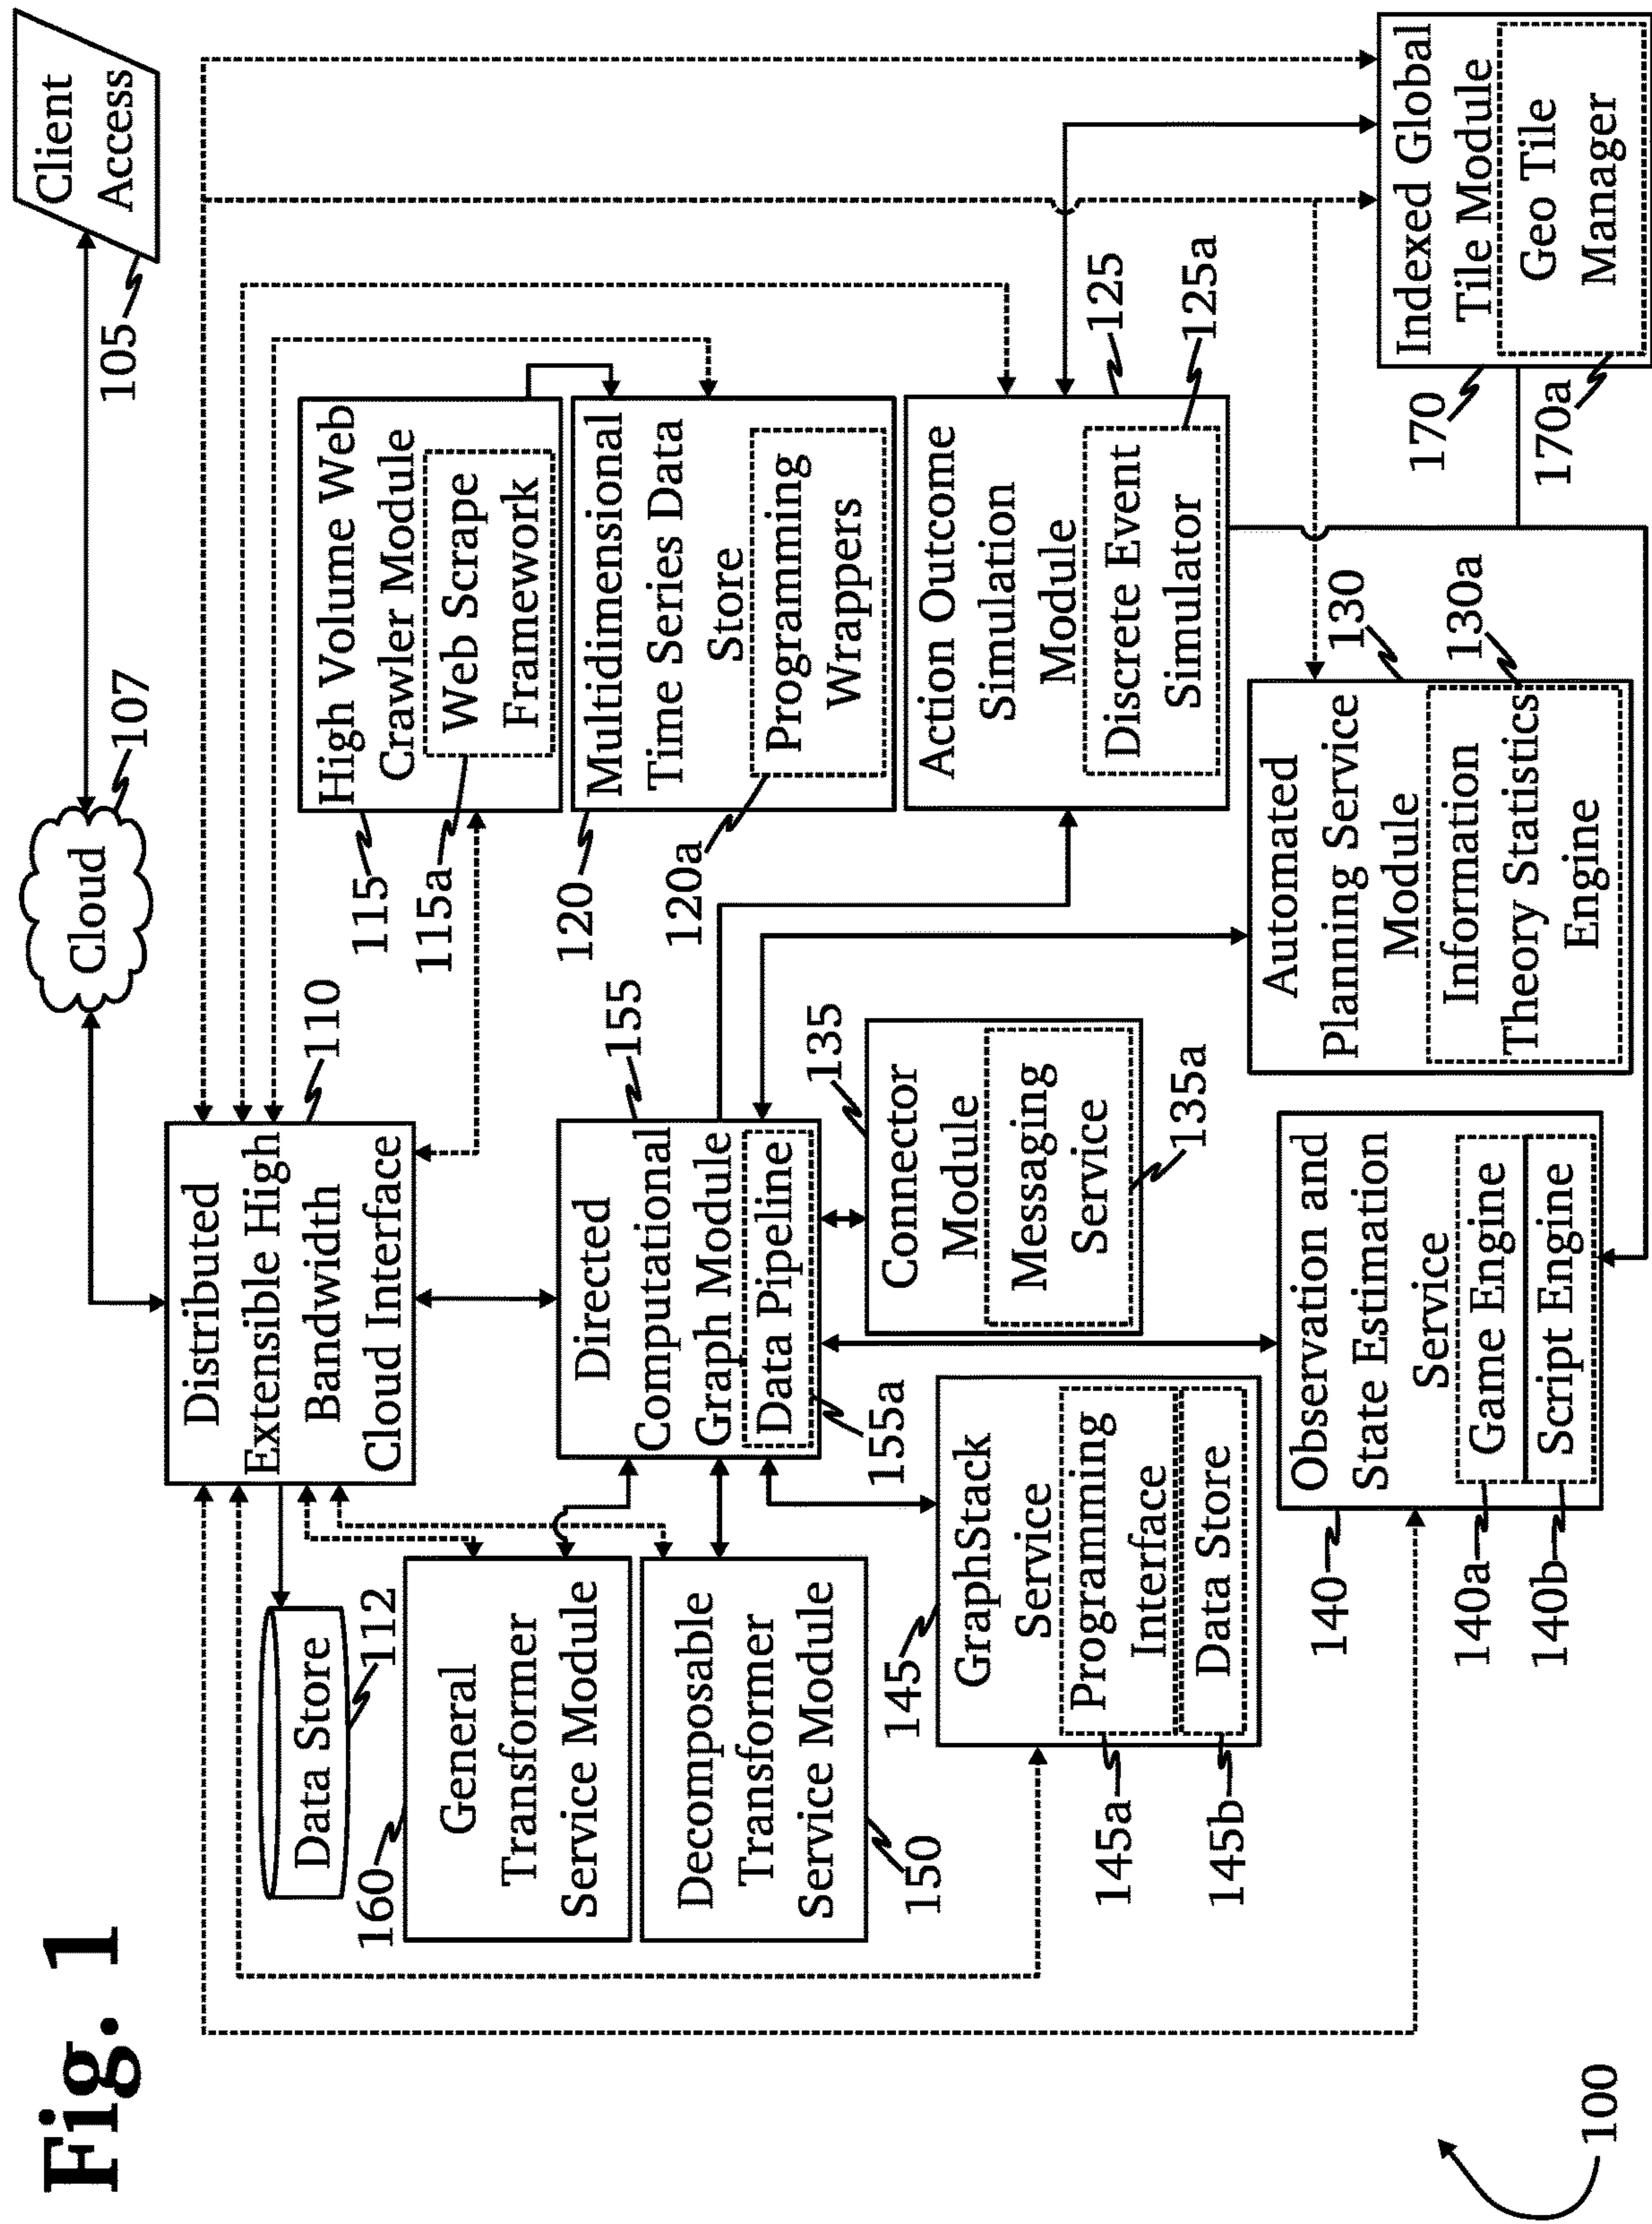 Fig. 1
Client
Access
105
Cloud
107
Distributed
Extensible High
Bandwidth
Cloud Interface
110
Data Store
112
High Volume Web
Crawler Module
Web Scrape
Framework
115
115a
Multidimensional
Time Series Data
Store
Programming
Wrappers
120
120a
General
Transformer
Service Module
160
Decomposable
Transformer
Service Module
150
Directed
Computational
Graph Module
Data Pipeline
155
155a
Action Outcome
Simulation
Module
Discrete Event
Simulator
125
125a
Connector
Module
Messaging
Service
135
135a
GraphStack
Service
Programming
Interface
Data Store
145
145a
145b
Automated
Planning Service
Module
Information
Theory Statistics
Engine
130
130a
Observation and
State Estimation
Service
Game Engine
Script Engine
140
140a
140b
Indexed Global
Tile Module
Geo Tile
Manager
170
170a
100